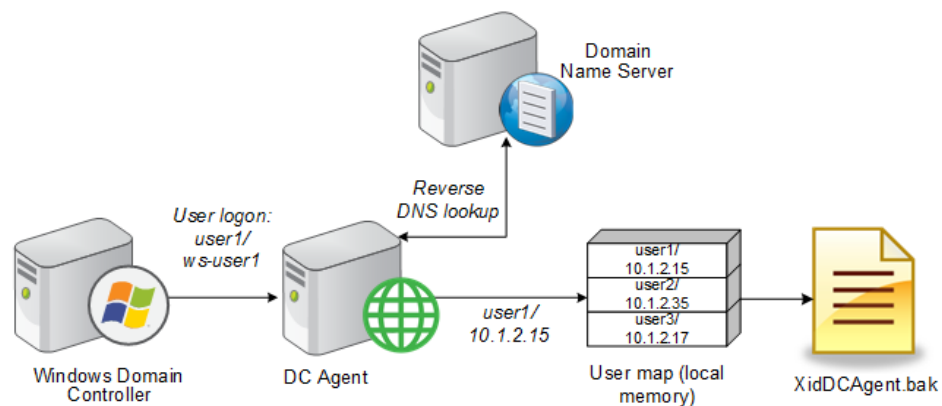 Domain
Name Server
Reverse
DNS lookup
User logon:
user1/
ws-user1
user1/
10.1.2.15
user2/
10.1.2.35
user3/
10.1.2.17
user1/
10.1.2.15
Windows Domain
Controller
DC Agent
User map (local
memory)
XidDCAgent.bak